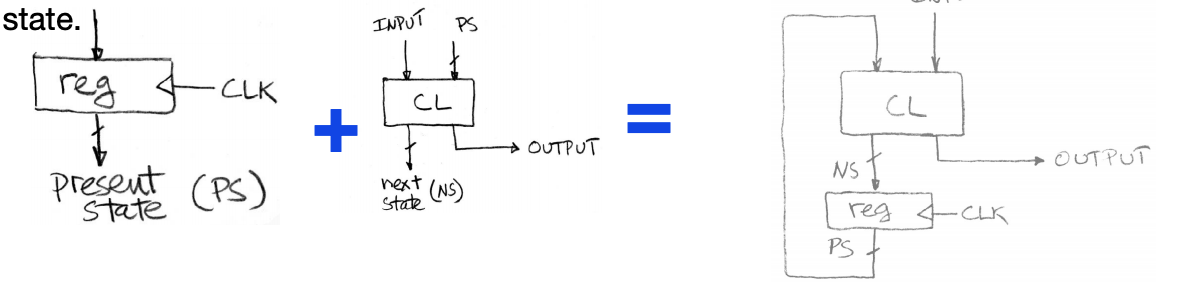 state.
reg
CLK
present
state (PS)
+
INPUT PS
CL
OUTPUT
next
state (NS)
=
CL
OUTPUT
NS
reg
CLK
PS